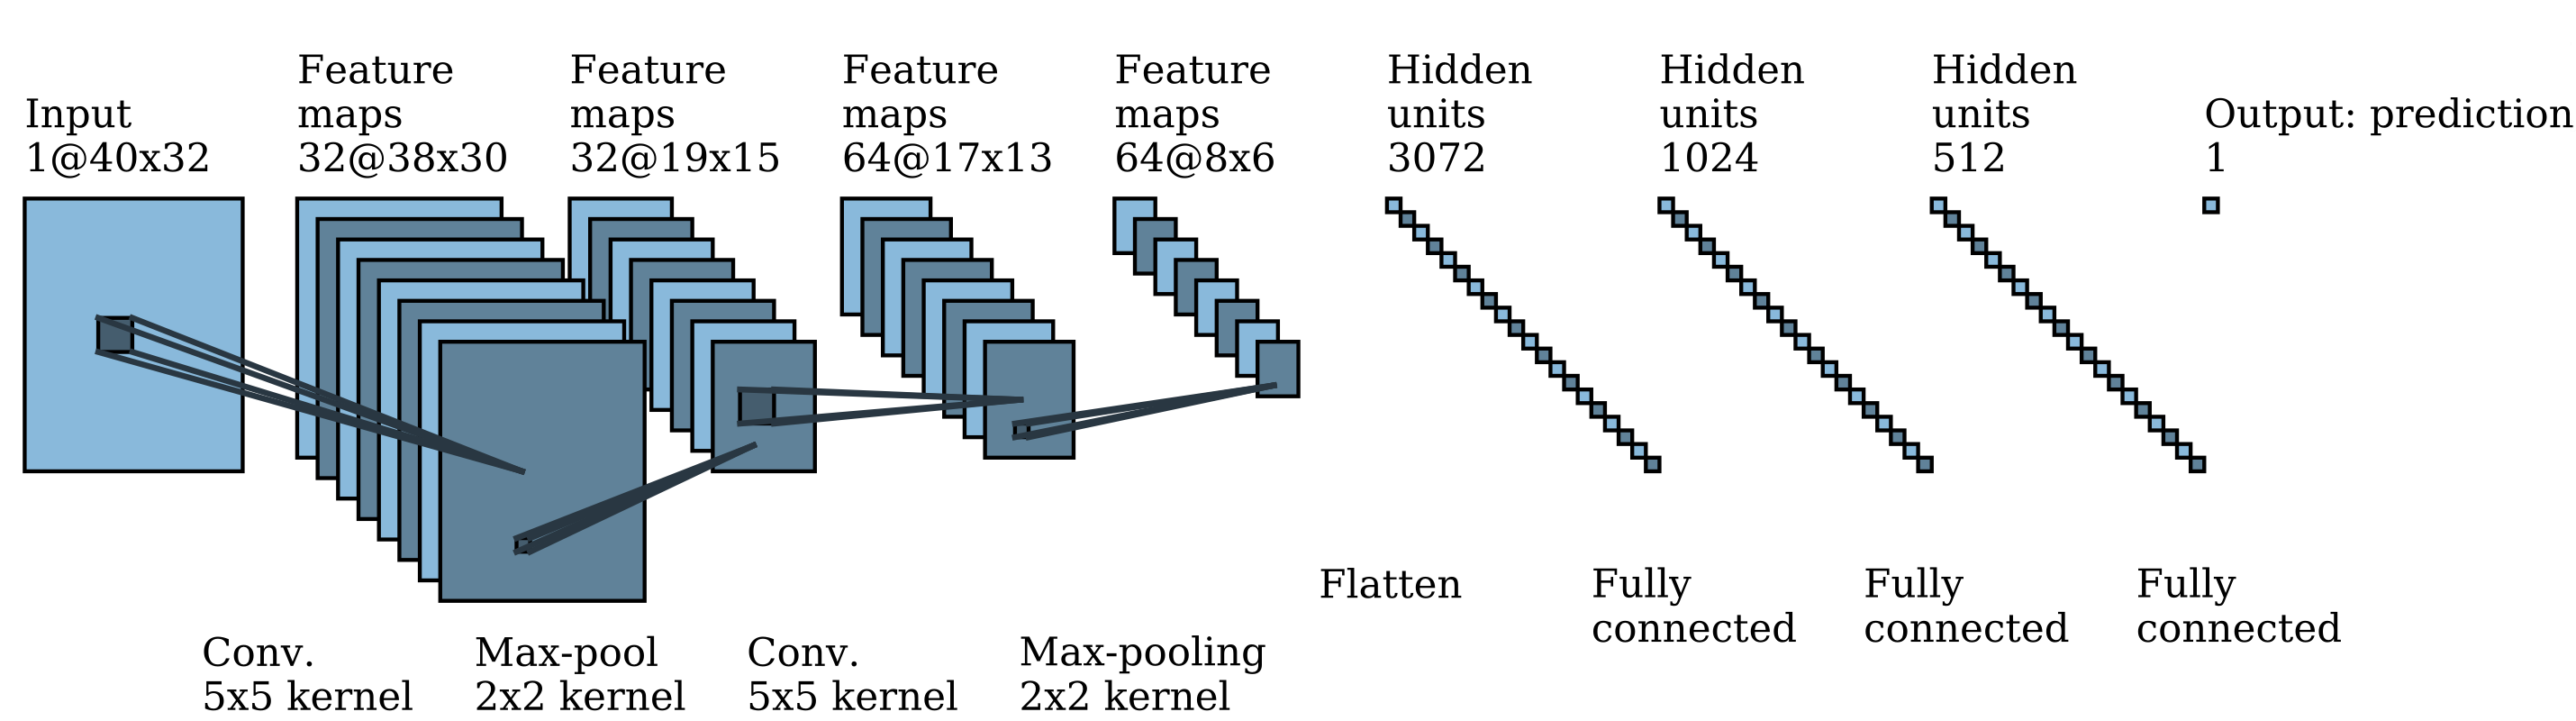 Input
1@40x32
Feature
maps
32@38x30
Feature
maps
32@19x15
Feature
maps
64@17x13
Feature
maps
64@8x6
Hidden
units
3072
Hidden
units
1024
Hidden
units
512
Output: prediction
1
Conv.
5x5 kernel
Max-pool
2x2 kernel
Conv.
5x5 kernel
Max-pooling
2x2 kernel
Flatten
Fully
connected
Fully
connected
Fully
connected